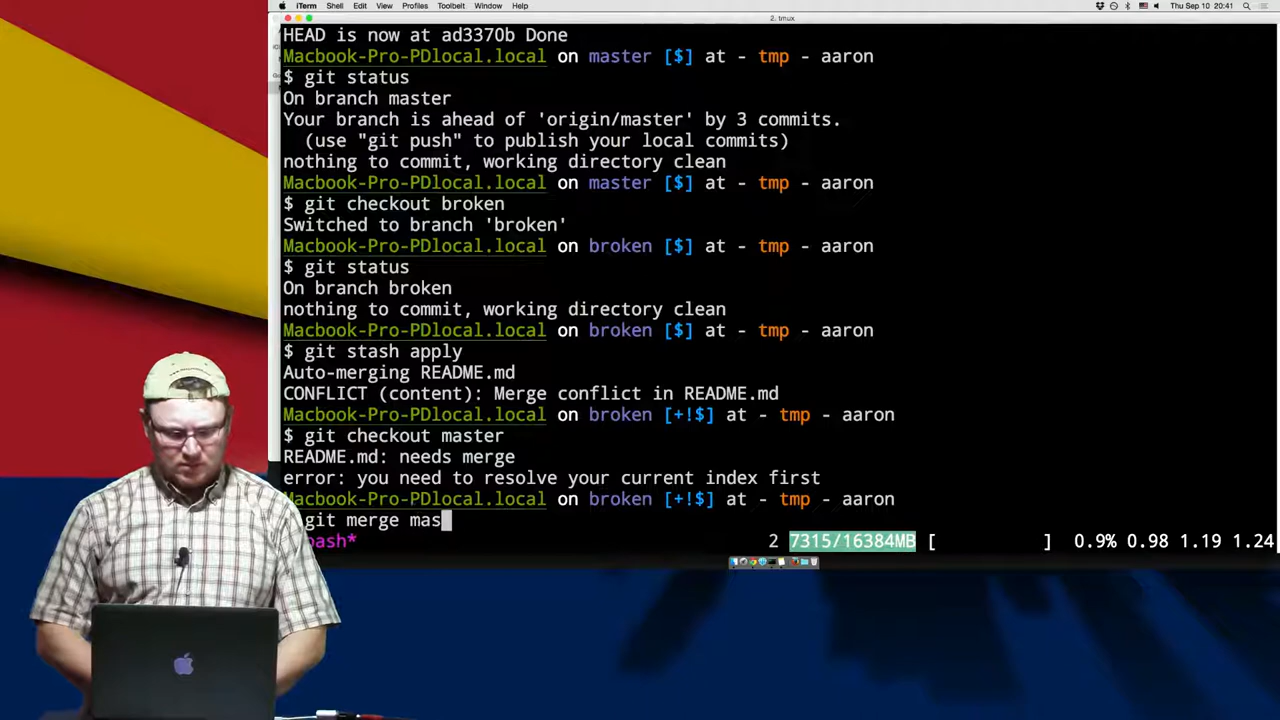 iTerm Shell Edit View Profiles Toolbelt Window Help Thu Sep 10 20:41
2. tmux
HEAD is now at ad3370b Done
Macbook-Pro-PDlocal.local on master [$] at - tmp - aaron
$ git status
On branch master
Your branch is ahead of 'origin/master' by 3 commits.
(use "git push" to publish your local commits)
nothing to commit, working directory clean
Macbook-Pro-PDlocal.local on master [$] at - tmp - aaron
$ git checkout broken
Switched to branch 'broken'
Macbook-Pro-PDlocal.local on broken [$] at - tmp - aaron
$ git status
On branch broken
nothing to commit, working directory clean
Macbook-Pro-PDlocal.local on broken [$] at - tmp - aaron
$ git stash apply
Auto-merging README.md
CONFLICT (content): Merge conflict in README.md
Macbook-Pro-PDlocal.local on broken [+!$] at - tmp - aaron
$ git checkout master
README.md: needs merge
error: you need to resolve your current index first
Macbook-Pro-PDlocal.local on broken [+!$] at - tmp - aaron
git merge mas
bash* 2 7315/16384MB [ ] 0.9% 0.98 1.19 1.24